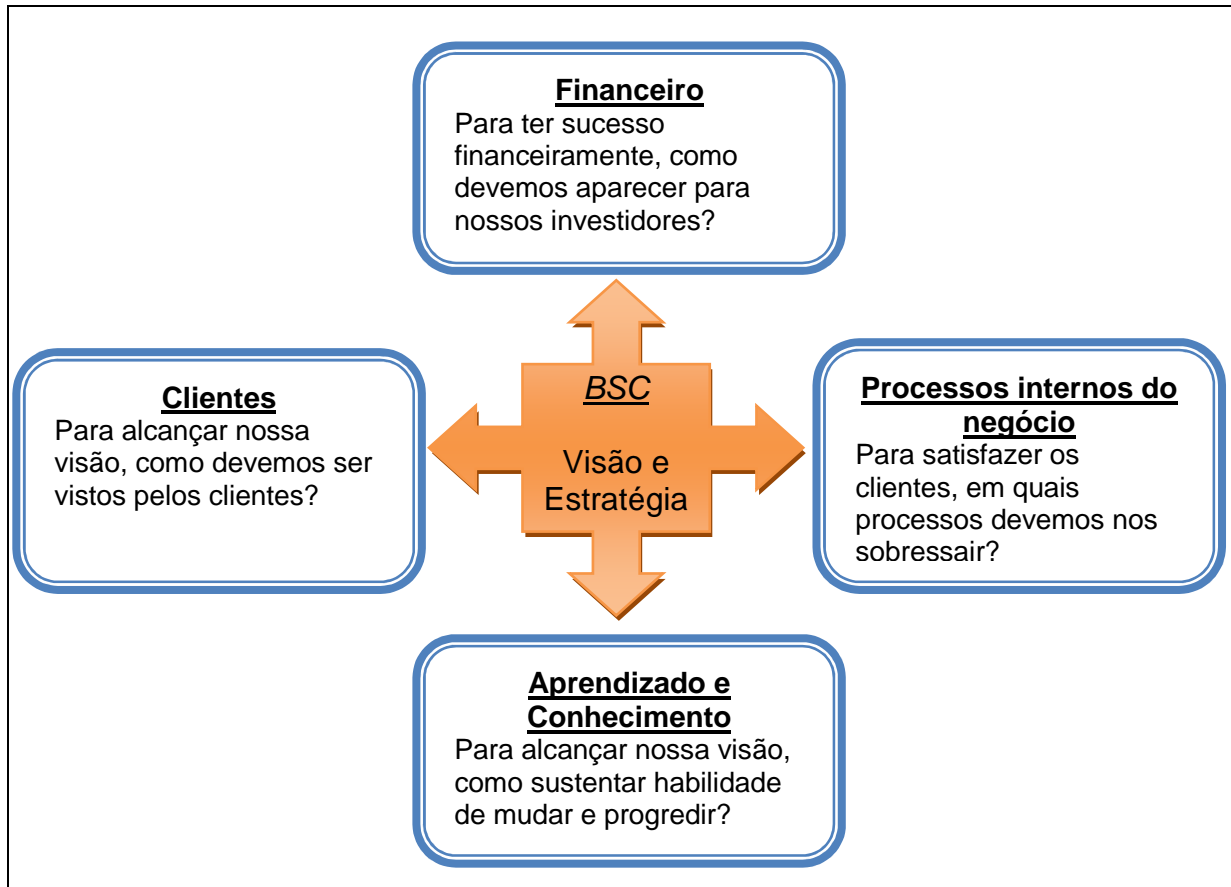 Financeiro
Para ter sucesso
financeiramente, como
devemos aparecer para
nossos investidores?
Clientes
Para alcançar nossa
visão, como devemos ser
vistos pelos clientes?
BSC
Visão e
Estratégia
Processos internos do
negócio
Para satisfazer os
clientes, em quais
processos devemos nos
sobressair?
Aprendizado e
Conhecimento
Para alcançar nossa visão,
como sustentar habilidade
de mudar e progredir?